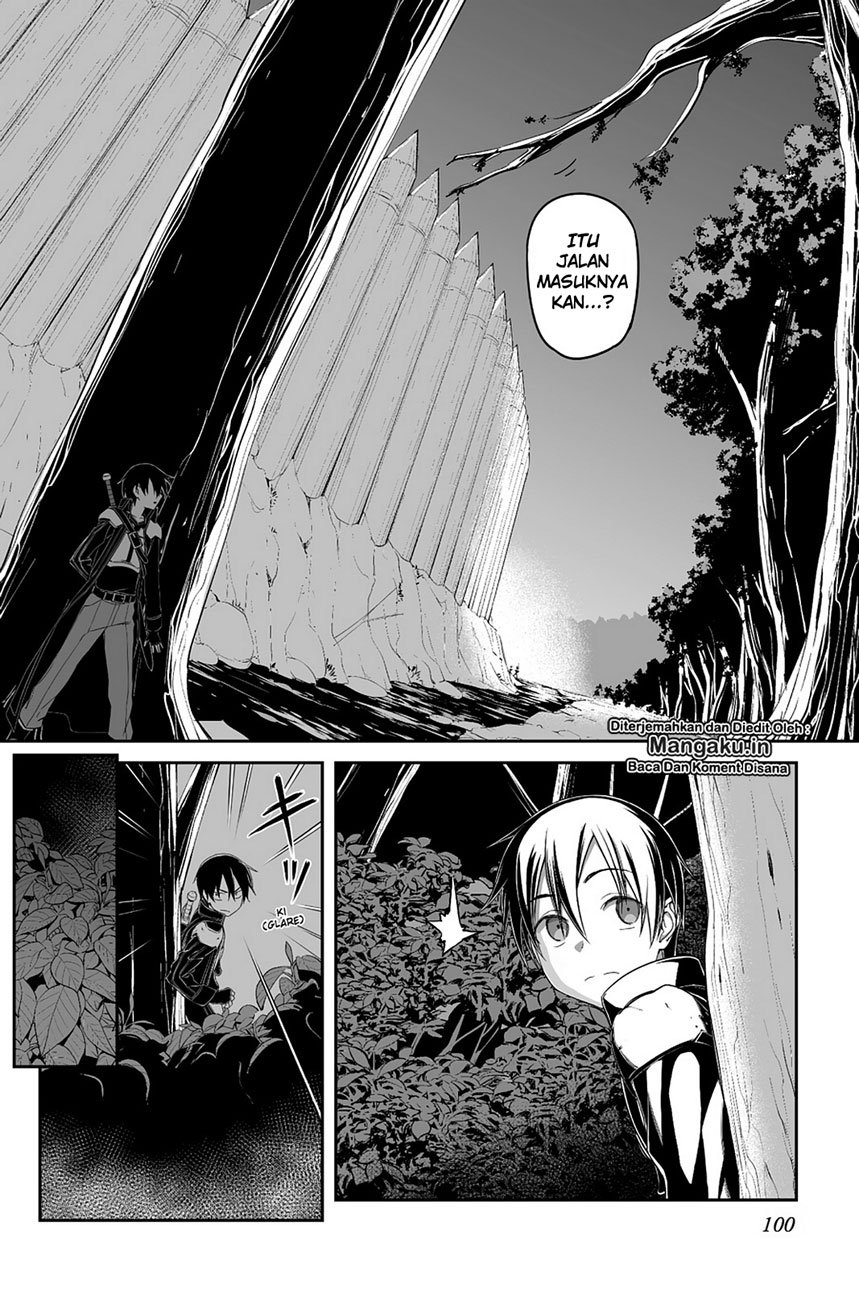 ITU
JALAN
MASUKNYA
KAN...?
Diterjemahkan dan Diedit Oleh :
Mangaku.in
Baca Dan Koment Disana
キッ
KI
(GLARE)
100